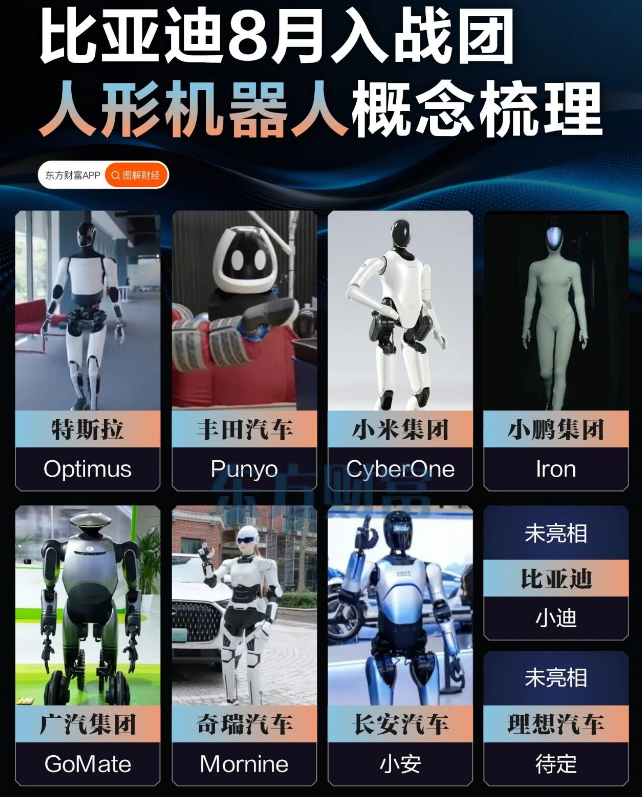 比亚迪8月入战团
人形机器人概念梳理
东方财富APP 图解财经
特斯拉 丰田汽车 小米集团 小鹏集团
Optimus Punyo CyberOne Iron
东方财富
未亮相
比亚迪
小迪
未亮相
广汽集团 奇瑞汽车 长安汽车 理想汽车
GoMate Mornine 小安 待定